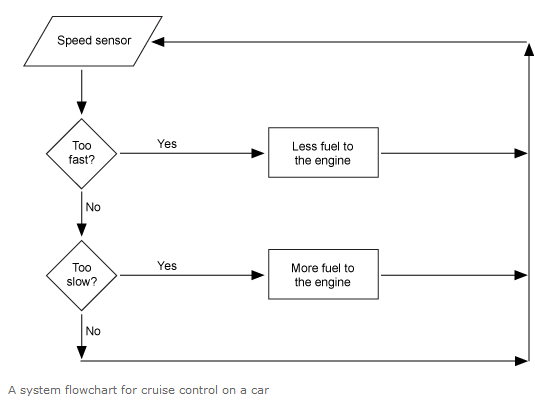 Speed sensor
Too
fast?
Yes
Less fuel to
the engine
No
Too
slow?
Yes
More fuel to
the engine
No
A system flowchart for cruise control on a car